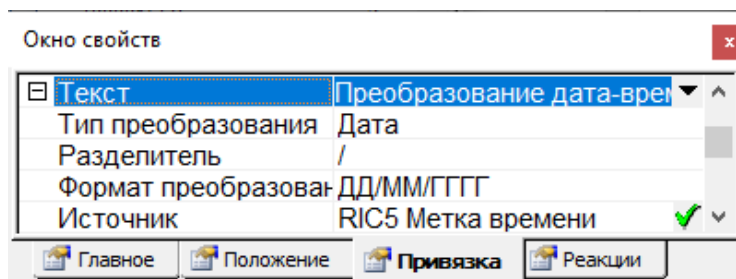 Окно свойств
x
Текст Преобразование дата-врем
Тип преобразования Дата
Разделитель /
Формат преобразован ДД/ММ/ГГГГ
Источник RIC5 Метка времени
Главное Положение Привязка Реакции